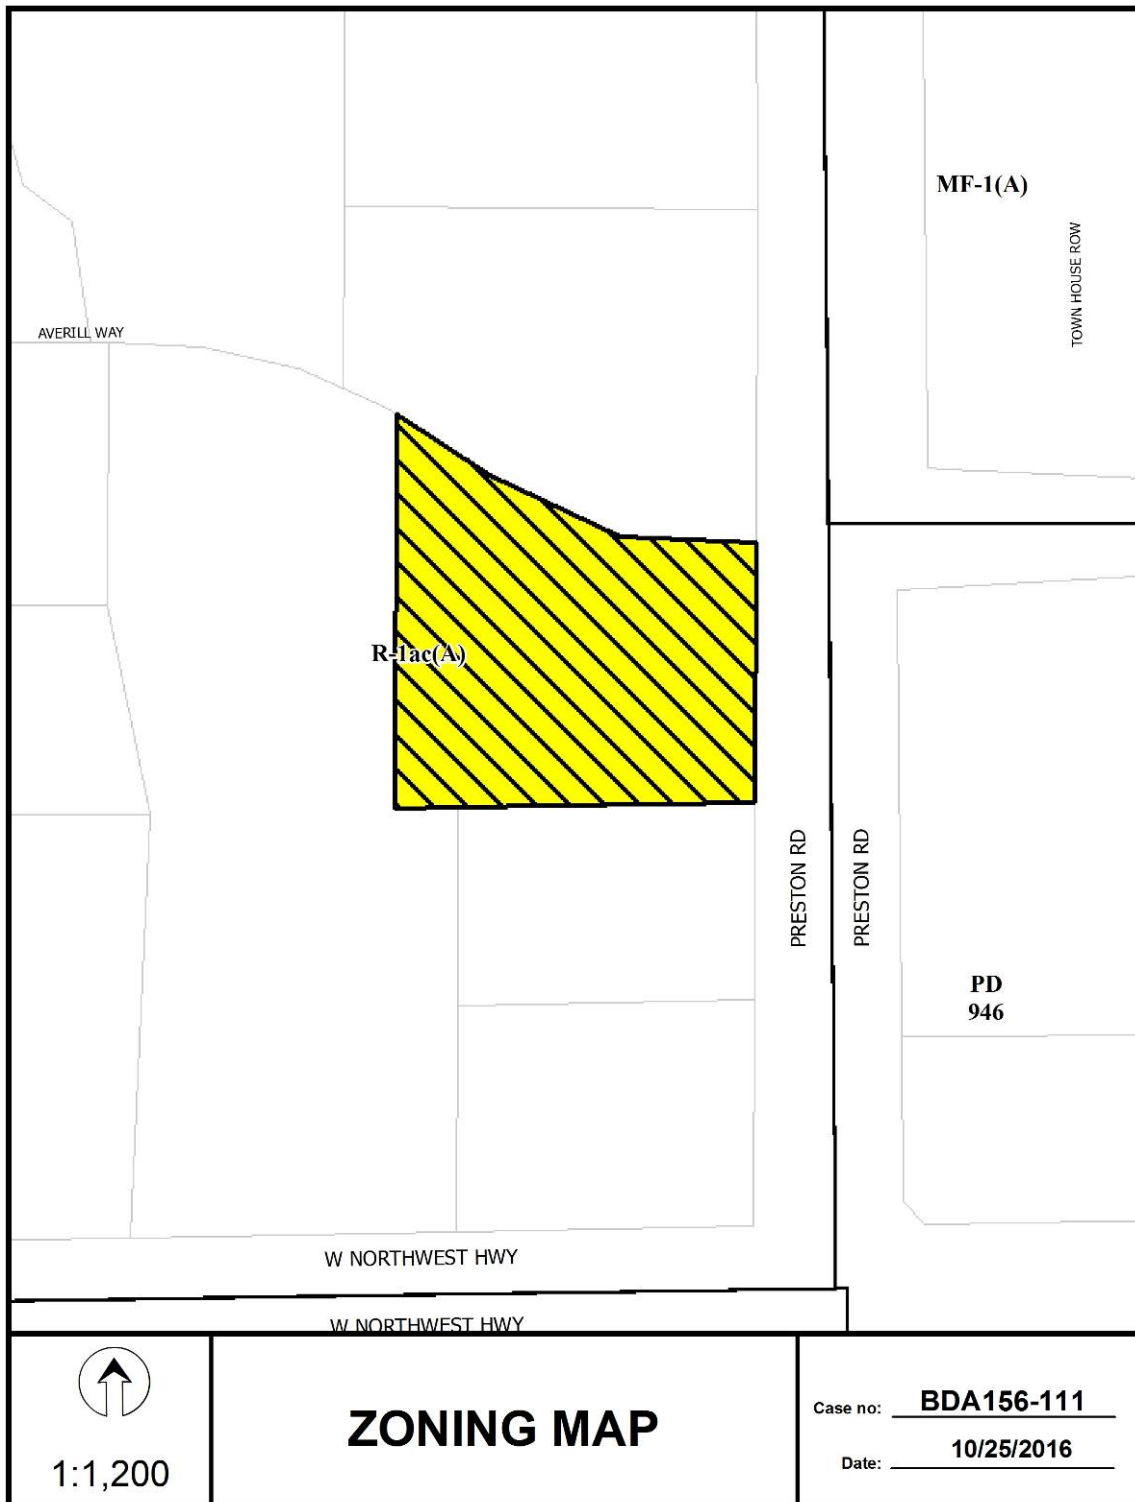 MF-1(A)
TOWN HOUSE ROW
AVERILL WAY
R-1ac(A)
PRESTON RD
PRESTON RD
PD
946
W NORTHWEST HWY
W NORTHWEST HWY
1:1,200
ZONING MAP
Case no: BDA156-111
Date: 10/25/2016